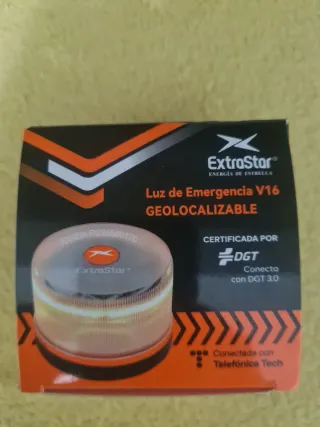 ExtraStar®
ENERGÍA DE ESTRELLA
Luz de Emergencia V16
GEOLOCALIZABLE
CERTIFICADA POR
DGT
Conecta
con DGT 3.0
ExtraStar
Conectada con
Telefónica Tech